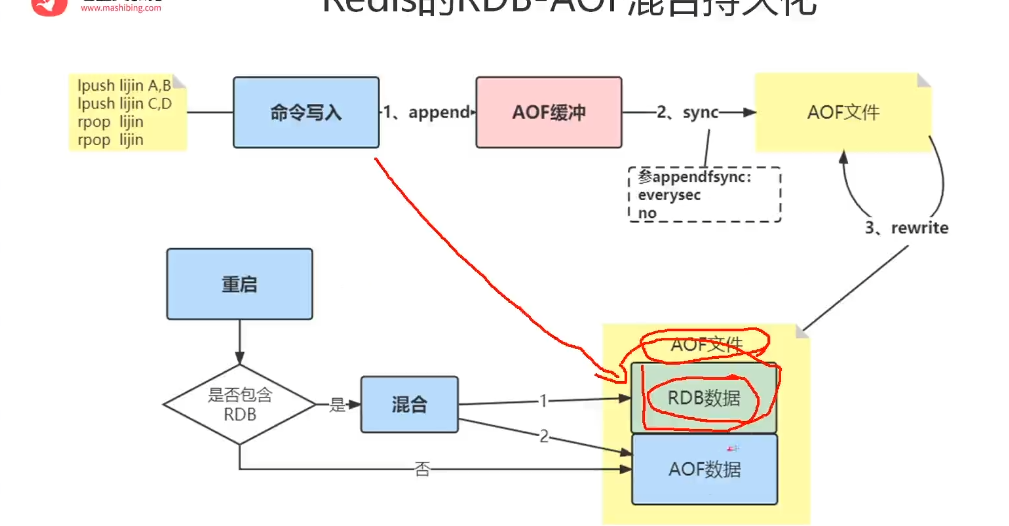 www.mashibing.com
Redis的RDB-AOF混合持久化
lpush lijin A,B
lpush lijin C,D
rpop lijin
rpop lijin
命令写入
1、append
AOF缓冲
2、sync
AOF文件
参appendfsync：
everysec
no
3、rewrite
重启
是否包含
RDB
是
混合
1
2
否
AOF文件
RDB数据
AOF数据